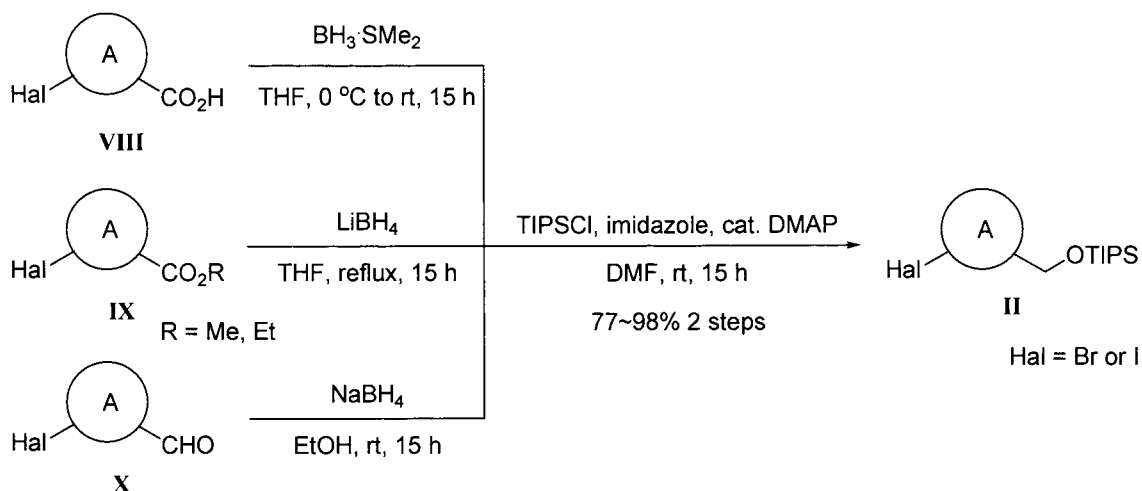 A
Hal
CO2H
VIII
BH3·SMe2
THF, 0 °C to rt, 15 h
A
Hal
CO2R
IX
R = Me, Et
LiBH4
THF, reflux, 15 h
TIPSCl, imidazole, cat. DMAP
DMF, rt, 15 h
77~98% 2 steps
A
Hal
OTIPS
II
Hal = Br or I
A
Hal
CHO
X
NaBH4
EtOH, rt, 15 h